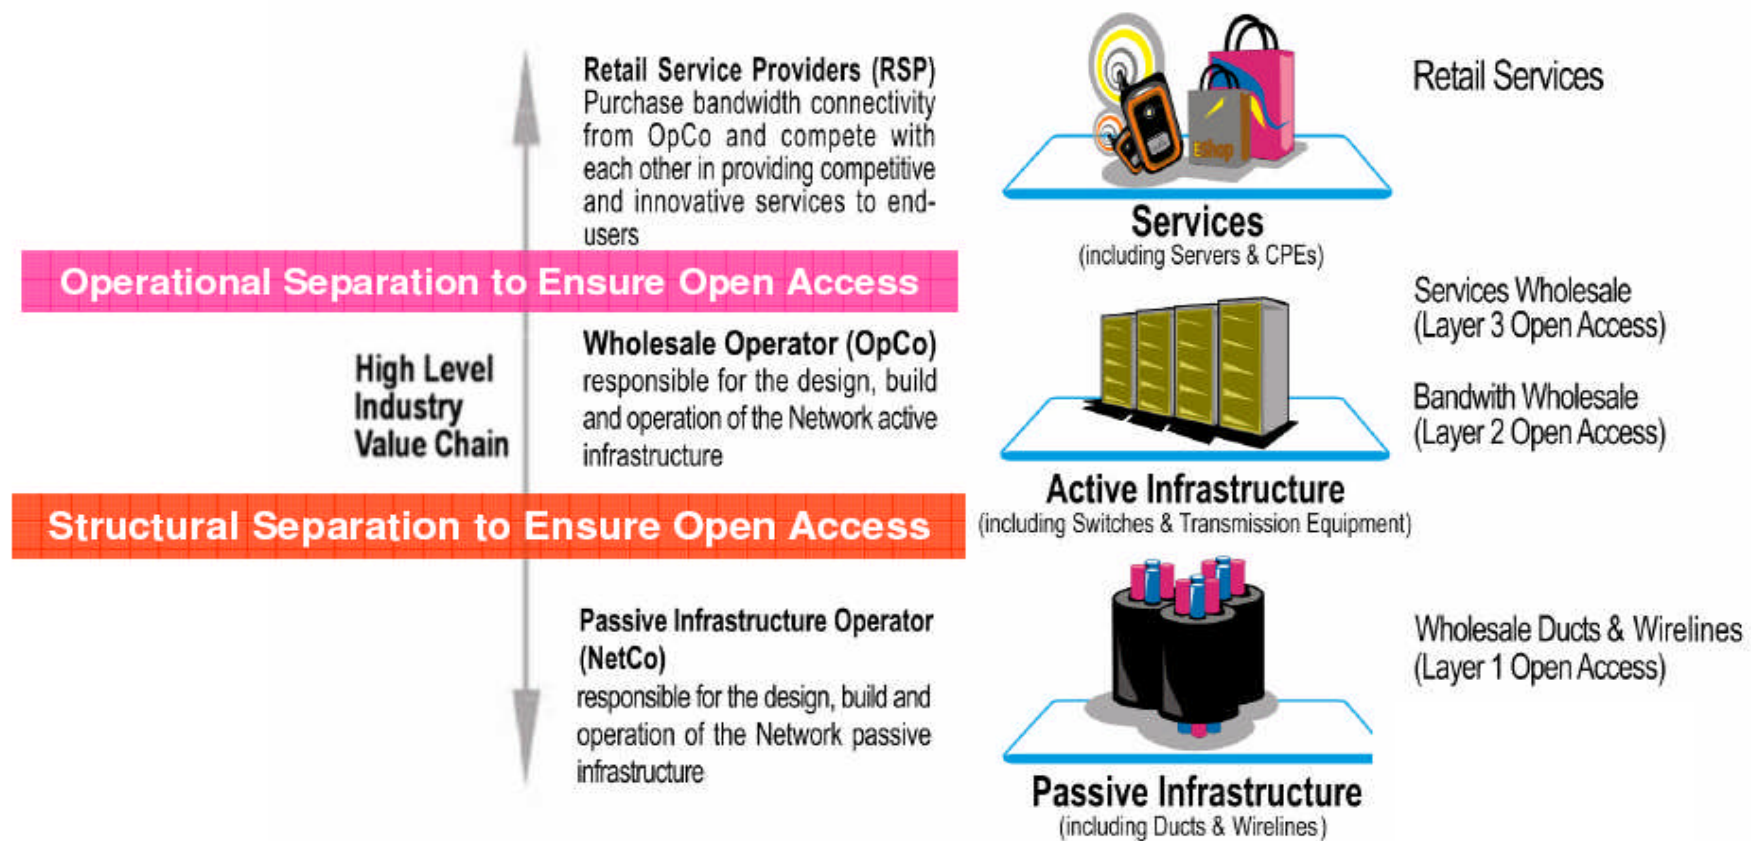 Retail Service Providers (RSP)
Purchase bandwidth connectivity
from OpCo and compete with
each other in providing competitive
and innovative services to end-
users
Operational Separation to Ensure Open Access
High Level
Industry
Value Chain
Wholesale Operator (OpCo)
responsible for the design, build
and operation of the Network active
infrastructure
Structural Separation to Ensure Open Access
Passive Infrastructure Operator
(NetCo)
responsible for the design, build and
operation of the Network passive
infrastructure
EShop
Services
(including Servers & CPEs)
Active Infrastructure
(including Switches & Transmission Equipment)
Passive Infrastructure
(including Ducts & Wirelines)
Retail Services
Services Wholesale
(Layer 3 Open Access)
Bandwith Wholesale
(Layer 2 Open Access)
Wholesale Ducts & Wirelines
(Layer 1 Open Access)